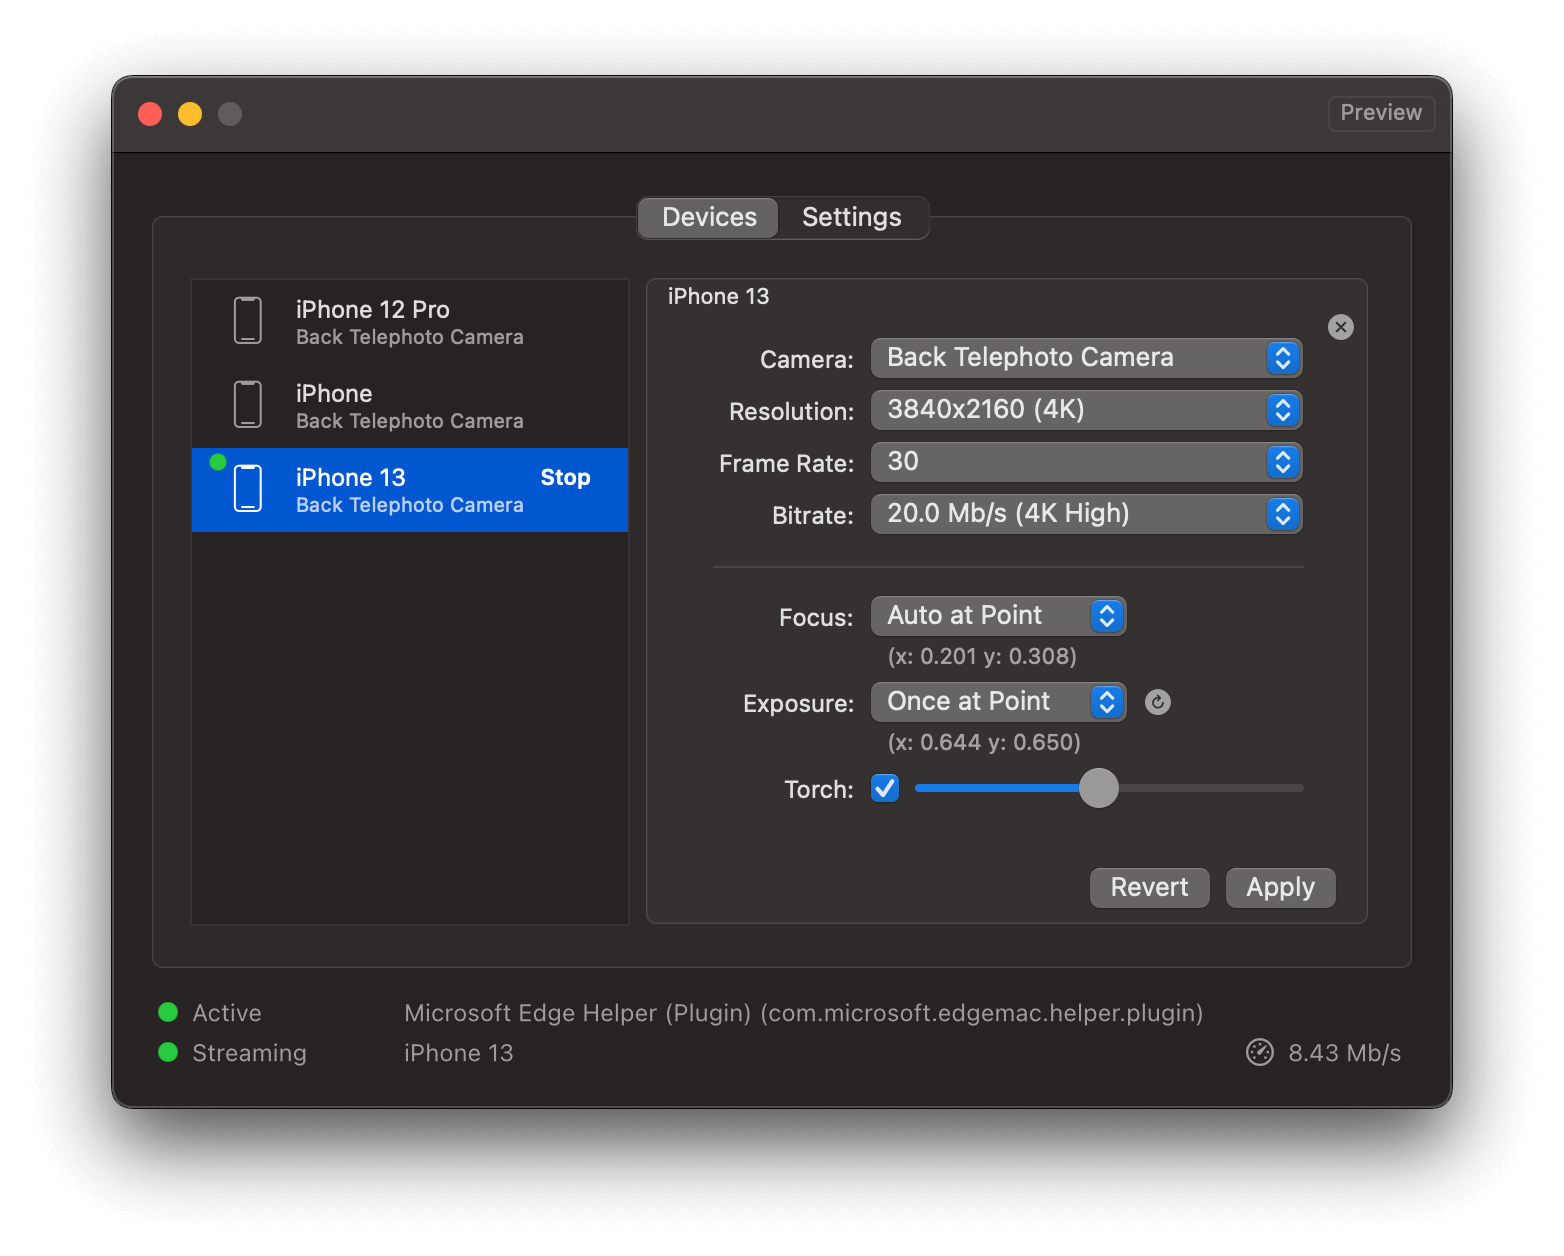 Preview
Devices Settings
iPhone 12 Pro
Back Telephoto Camera
iPhone
Back Telephoto Camera
iPhone 13 Stop
Back Telephoto Camera
iPhone 13
Camera: Back Telephoto Camera
Resolution: 3840x2160 (4K)
Frame Rate: 30
Bitrate: 20.0 Mb/s (4K High)
Focus: Auto at Point
(x: 0.201 y: 0.308)
Exposure: Once at Point
(x: 0.644 y: 0.650)
Torch:
Revert Apply
Active Microsoft Edge Helper (Plugin) (com.microsoft.edgemac.helper.plugin)
Streaming iPhone 13 8.43 Mb/s